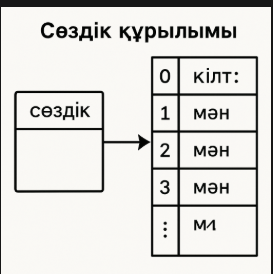 Сөздік құрылымы
сөздік
0 кілт:
1 мән
2 мән
3 мән
⋮